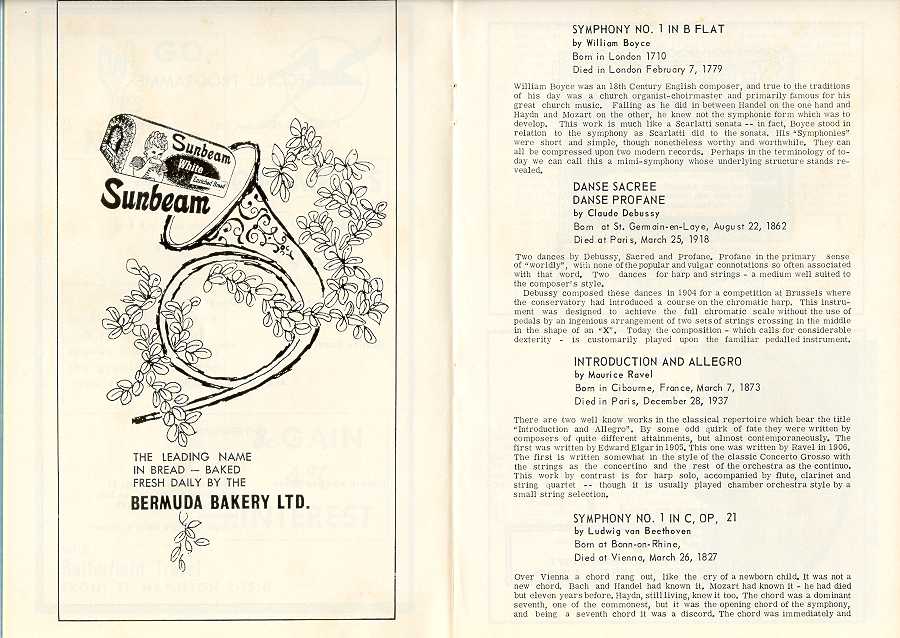 Sunbeam
White
Enriched Bread
Sunbeam
THE LEADING NAME
IN BREAD — BAKED
FRESH DAILY BY THE
BERMUDA BAKERY LTD.
SYMPHONY NO. 1 IN B FLAT
by William Boyce
Born in London 1710
Died in London February 7, 1779
William Boyce was an 18th Century English composer, and true to the traditions
of his day was a church organist-choirmaster and primarily famous for his
great church music. Falling as he did in between Handel on the one hand and
Haydn and Mozart on the other, he knew not the symphonic form which was to
develop. This work is much like a Scarlatti sonata -- in fact, Boyce stood in
relation to the symphony as Scarlatti did to the sonata. His "Symphonies"
were short and simple, though nonetheless worthy and worthwhile. They can
all be compressed upon two modern records. Perhaps in the terminology of to-
day we can call this a mimi-symphony whose underlying structure stands re-
vealed.
DANSE SACREE
DANSE PROFANE
by Claude Debussy
Born at St. Germain-en-Laye, August 22, 1862
Died at Paris, March 25, 1918
Two dances by Debussy, Sacred and Profane. Profane in the primary sense
of "worldly", with none of the popular and vulgar connotations so often associated
with that word. Two dances for harp and strings - a medium well suited to
the composer's style.
Debussy composed these dances in 1904 for a competition at Brussels where
the conservatory had introduced a course on the chromatic harp. This instru-
ment was designed to achieve the full chromatic scale without the use of
pedals by an ingenious arrangement of two sets of strings crossing in the middle
in the shape of an "X". Today the composition - which calls for considerable
dexterity - is customarily played upon the familiar pedalled instrument.
INTRODUCTION AND ALLEGRO
by Maurice Ravel
Born in Cibourne, France, March 7, 1873
Died in Paris, December 28, 1937
There are two well know works in the classical repertoire which bear the title
"Introduction and Allegro". By some odd quirk of fate they were written by
composers of quite different attainments, but almost contemporaneously. The
first was written by Edward Elgar in 1905. This one was written by Ravel in 1906.
The first is written somewhat in the style of the classic Concerto Grosso with
the strings as the concertino and the rest of the orchestra as the continuo.
This work by contrast is for harp solo, accompanied by flute, clarinet and
string quartet -- though it is usually played chamber orchestra style by a
small string selection.
SYMPHONY NO. 1 IN C, OP, 21
by Ludwig van Beethoven
Born at Bonn-on-Rhine,
Died at Vienna, March 26, 1827
Over Vienna a chord rang out, like the cry of a newborn child. It was not a
new chord. Bach and Handel had known it. Mozart had known it - he had died
but eleven years before. Haydn, still living, knew it too. The chord was a dominant
seventh, one of the commonest, but it was the opening chord of the symphony,
and being a seventh chord it was a discord. The chord was immediately and